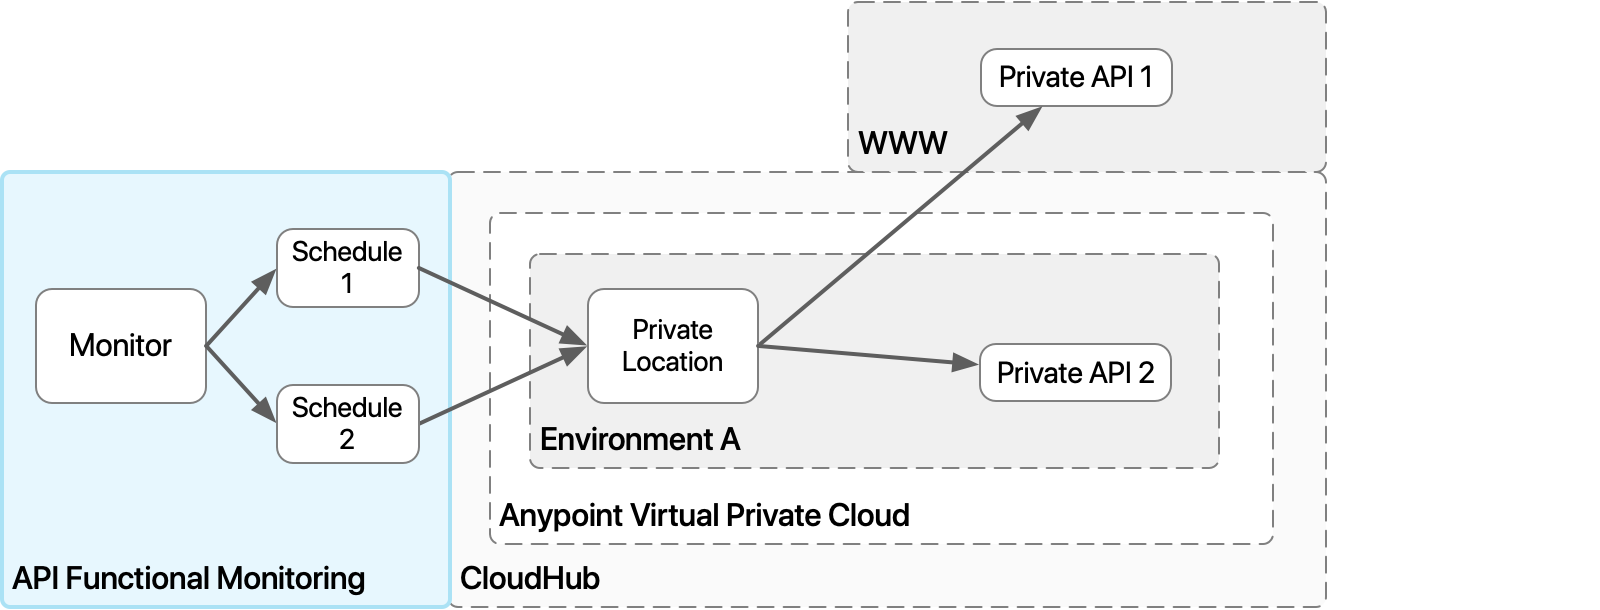 Private API 1
WWW
Schedule
1
Monitor
Private
Location
Private API 2
Schedule
2
Environment A
Anypoint Virtual Private Cloud
API Functional Monitoring
CloudHub